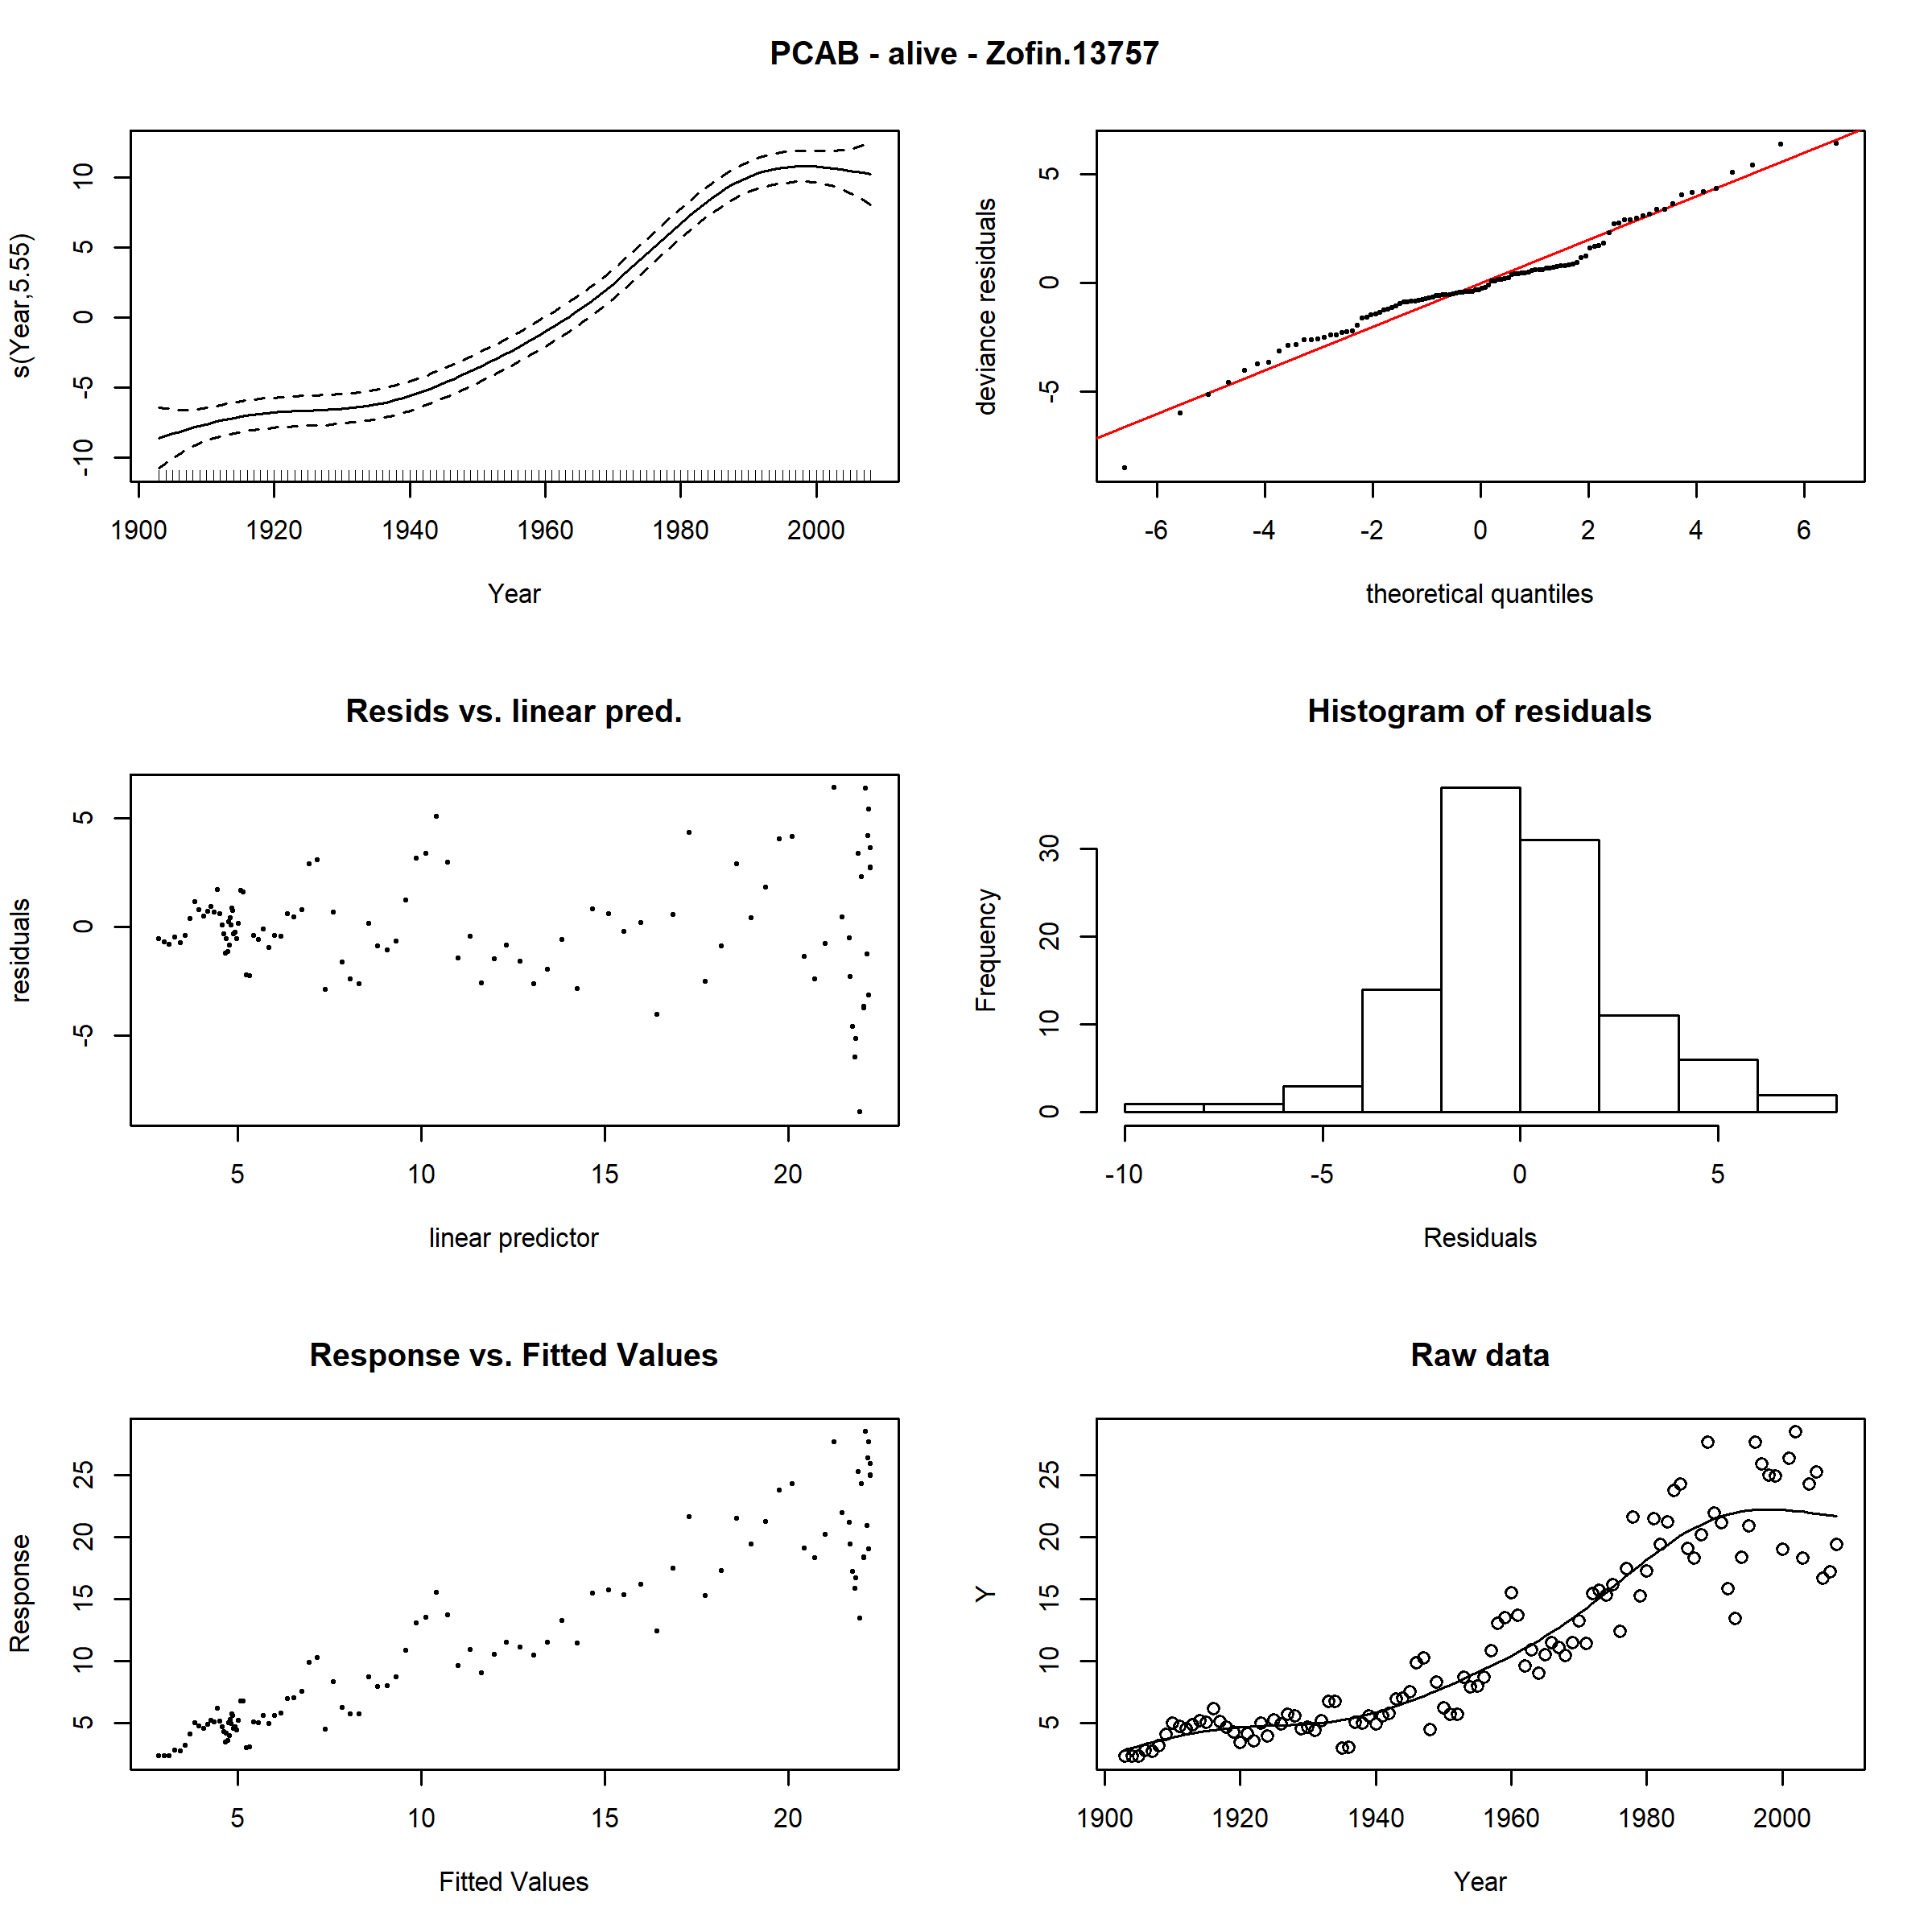 PCAB - alive - Zofin.13757
s(Year,5.55)
10
5
0
-5
-10
1900 1920 1940 1960 1980 2000
Year
deviance residuals
5
0
-5
-6 -4 -2 0 2 4 6
theoretical quantiles
Resids vs. linear pred.
residuals
5
0
-5
5 10 15 20
linear predictor
Histogram of residuals
Frequency
30
20
10
0
-10 -5 0 5
Residuals
Response vs. Fitted Values
Response
25
20
15
10
5
5 10 15 20
Fitted Values
Raw data
Y
25
20
15
10
5
1900 1920 1940 1960 1980 2000
Year